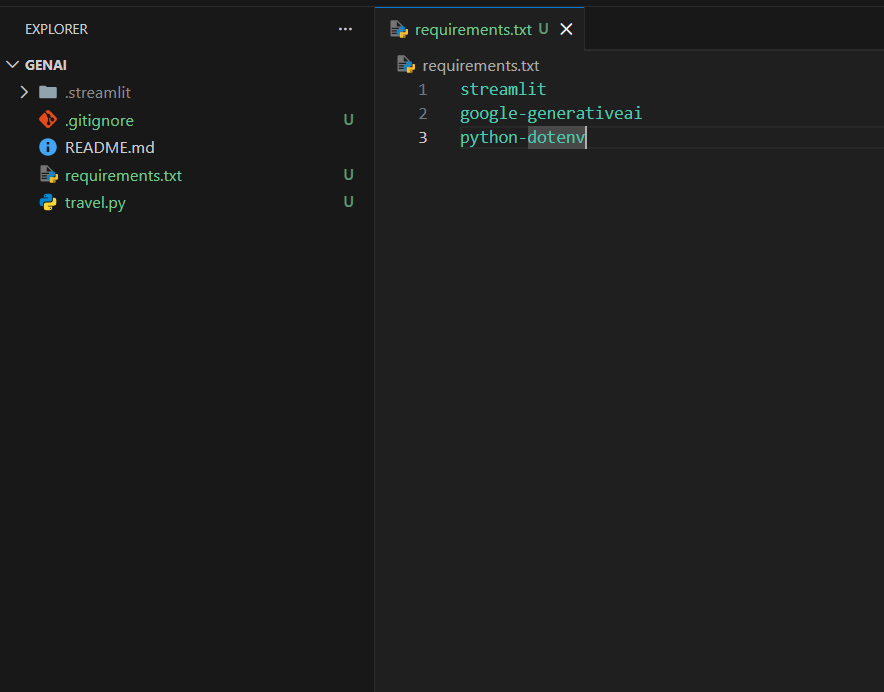 EXPLORER
GENAI
.streamlit
.gitignore U
README.md
requirements.txt U
travel.py U
requirements.txt U
requirements.txt
1 streamlit
2 google-generativeai
3 python-dotenv